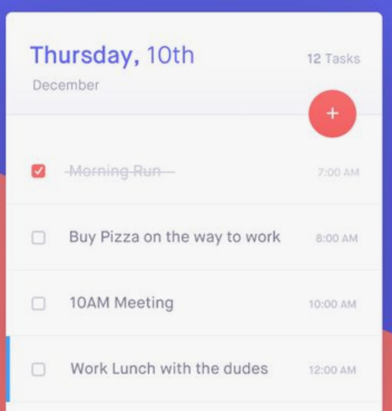 Thursday, 10th
12 Tasks
December
+
Morning Run
7:00 AM
Buy Pizza on the way to work
8:00 AM
10AM Meeting
10:00 AM
Work Lunch with the dudes
12:00 AM